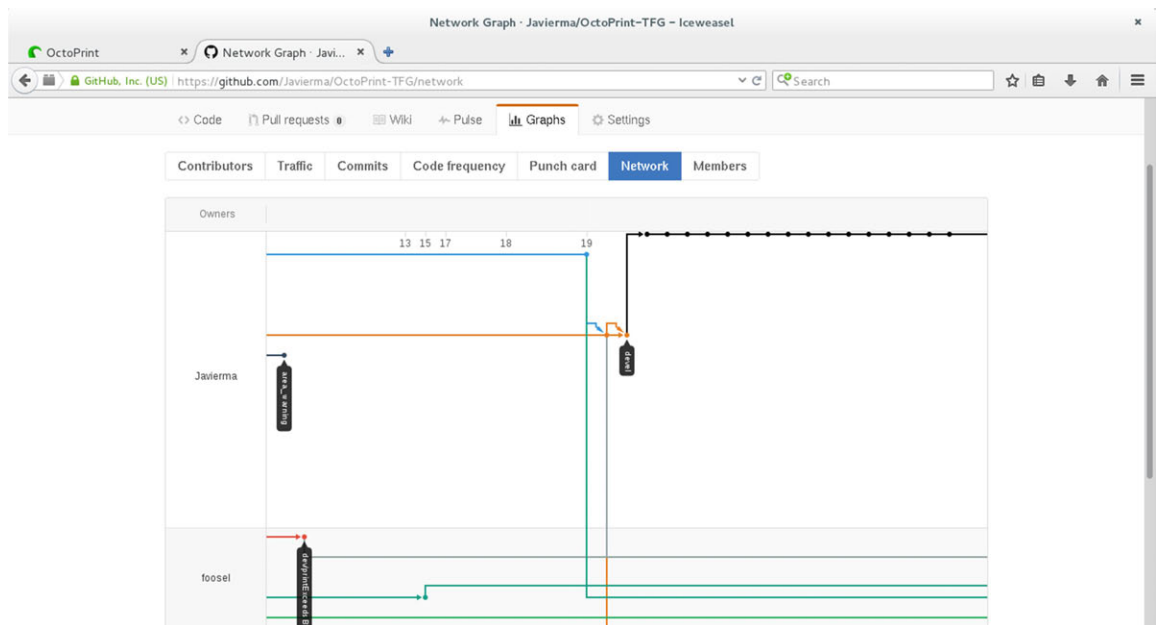 Network Graph · Javierma/OctoPrint-TFG - Iceweasel
OctoPrint
Network Graph · Javi...
GitHub, Inc. (US)
https://github.com/Javierma/OctoPrint-TFG/network
Search
Code
Pull requests 0
Wiki
Pulse
Graphs
Settings
Contributors
Traffic
Commits
Code frequency
Punch card
Network
Members
Owners
13 15 17 18 19
devel
Javierma
area_warning
foosel
dev/printExceedsB